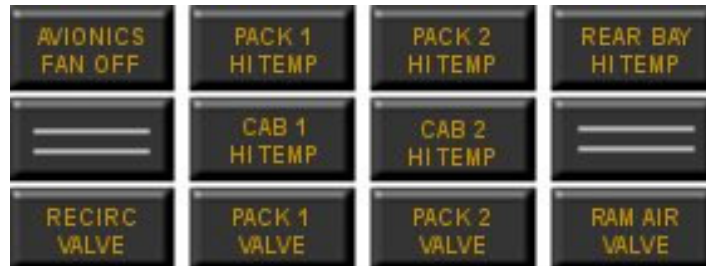 AVIONICS
FAN OFF
PACK 1
HI TEMP
PACK 2
HI TEMP
REAR BAY
HI TEMP
CAB 1
HI TEMP
CAB 2
HI TEMP
RECIRC
VALVE
PACK 1
VALVE
PACK 2
VALVE
RAM AIR
VALVE